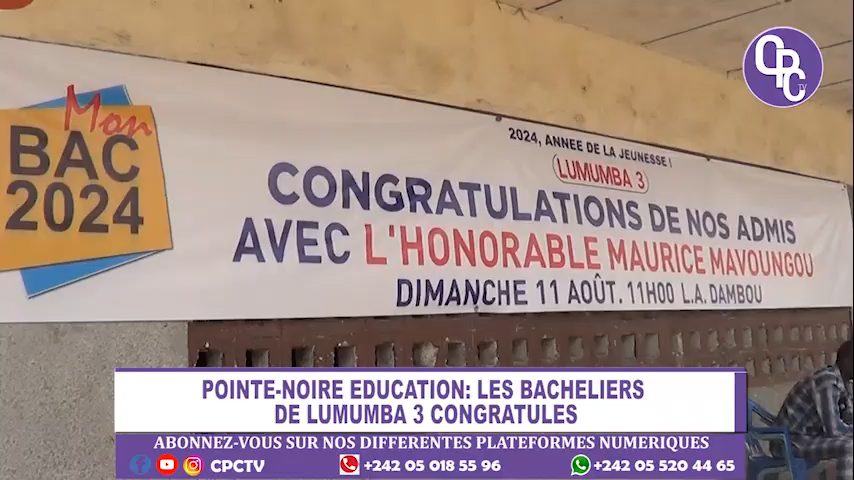 CPC
TV
Mon
BAC
2024
2024, ANNEE DE LA JEUNESSE !
LUMUMBA 3
CONGRATULATIONS DE NOS ADMIS
AVEC L'HONORABLE MAURICE MAVOUNGOU
DIMANCHE 11 AOÛT. 11H00 L.A. DAMBOU
POINTE-NOIRE EDUCATION: LES BACHELIERS
DE LUMUMBA 3 CONGRATULES
ABONNEZ-VOUS SUR NOS DIFFERENTES PLATEFORMES NUMERIQUES
CPCTV +242 05 018 55 96 +242 05 520 44 65